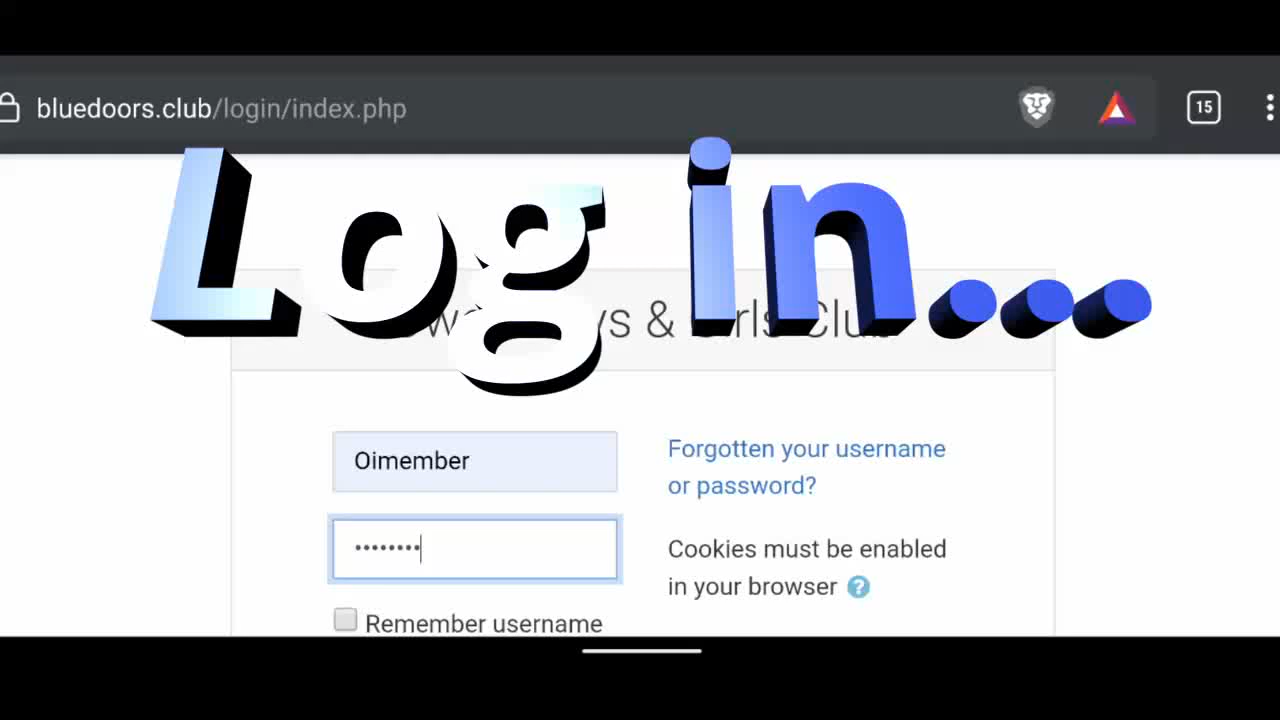 bluedoors.club/login/index.php
15
Log in...
&
Oimember
Forgotten your username
or password?
••••••••
Cookies must be enabled
in your browser ?
Remember username